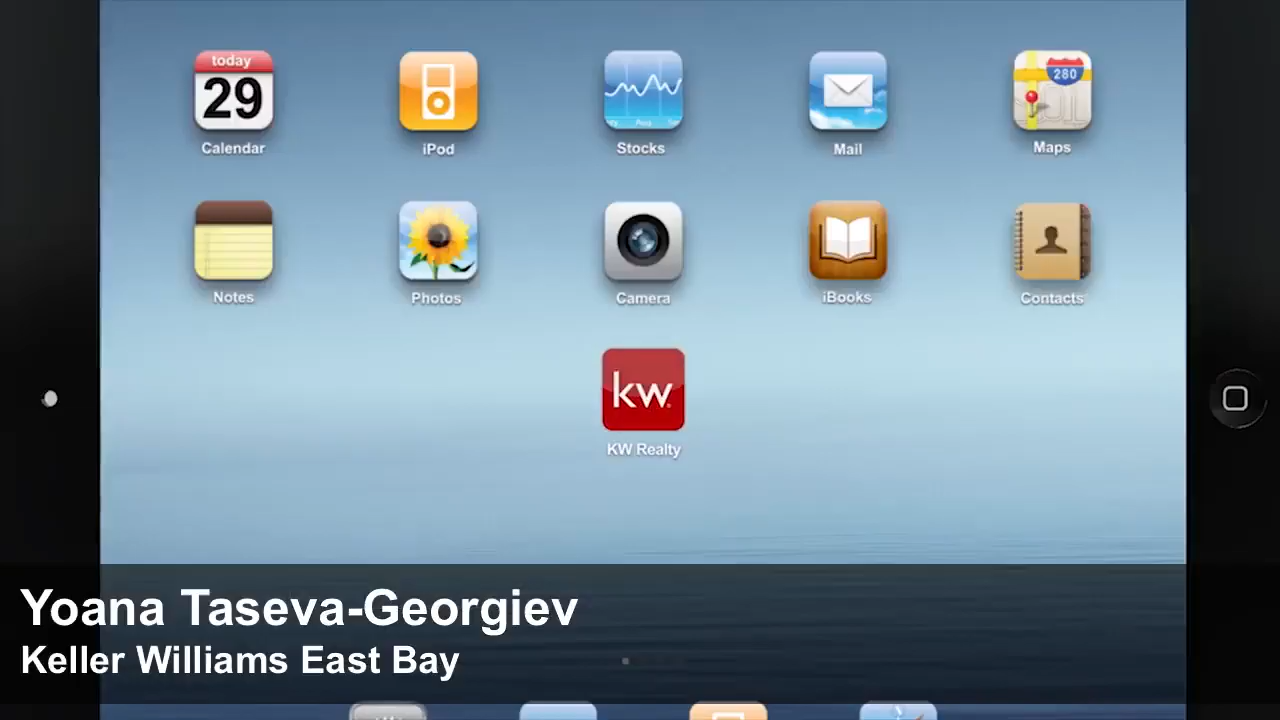 today
29
280
Calendar
iPod
Stocks
Mail
Maps
Notes
Photos
Camera
iBooks
Contacts
kw.
KW Realty
Yoana Taseva-Georgiev
Keller Williams East Bay